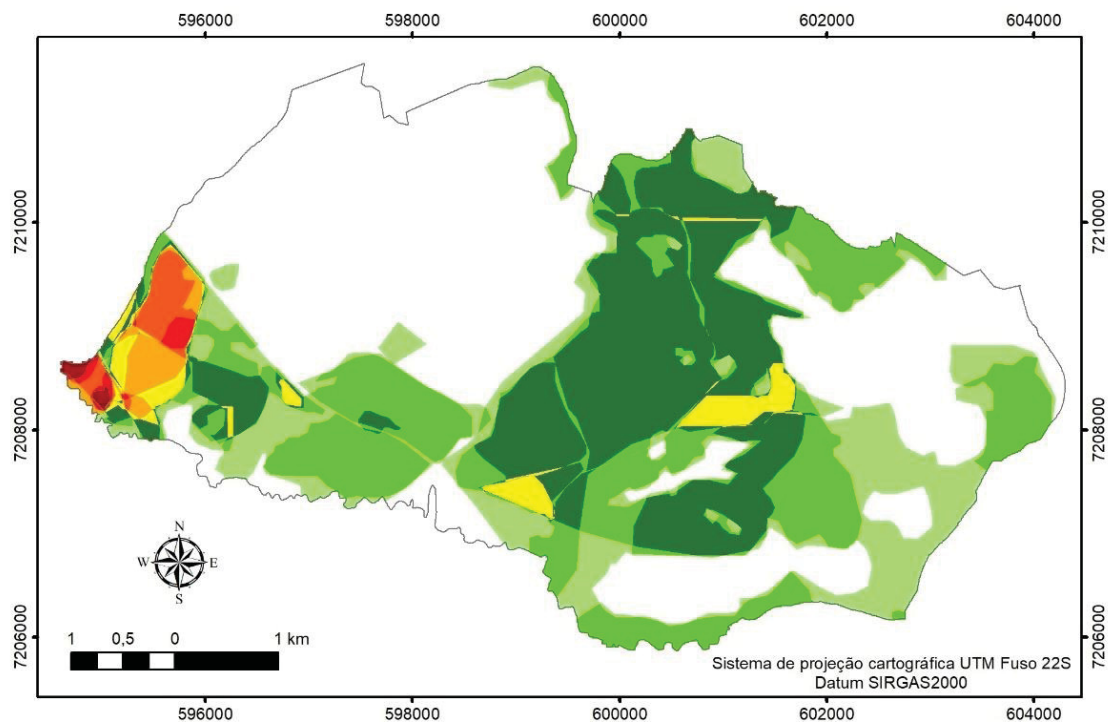 596000 598000 600000 602000 604000
7210000 7210000
7208000 7208000
N
W E
S
7206000 7206000
1 0,5 0 1 km
Sistema de projeção cartográfica UTM Fuso 22S
Datum SIRGAS2000
596000 598000 600000 602000 604000